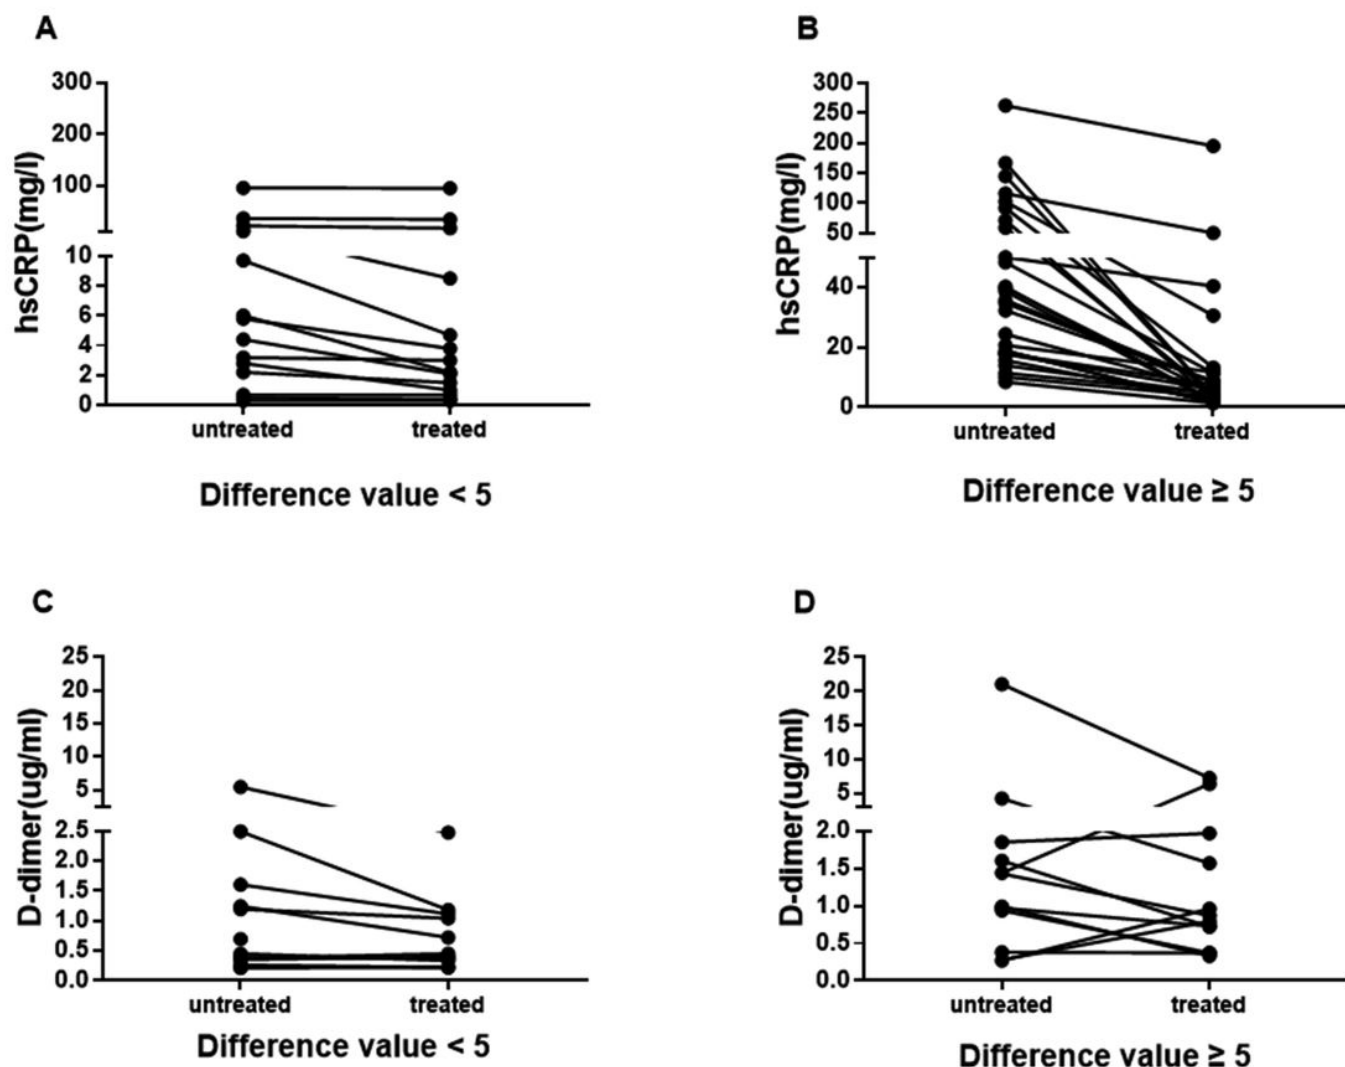 A
hsCRP(mg/l)
300
200
100
10
8
6
4
2
0
untreated treated
Difference value < 5
B
hsCRP(mg/l)
300
250
200
150
100
50
40
20
0
untreated treated
Difference value ≥ 5
C
D-dimer(ug/ml)
25
20
15
10
5
2.5
2.0
1.5
1.0
0.5
0.0
untreated treated
Difference value < 5
D
D-dimer(ug/ml)
25
20
15
10
5
2.0
1.5
1.0
0.5
0.0
untreated treated
Difference value ≥ 5